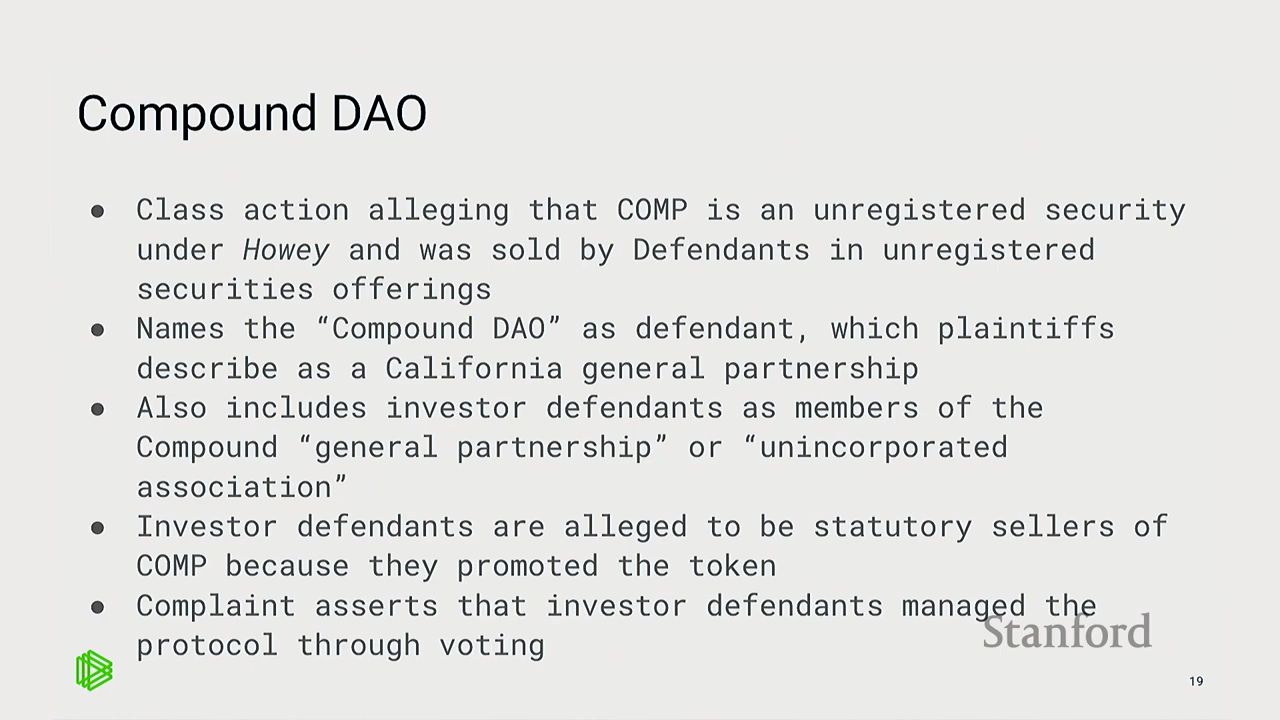 Compound DAO
● Class action alleging that COMP is an unregistered security
under Howey and was sold by Defendants in unregistered
securities offerings
● Names the “Compound DAO” as defendant, which plaintiffs
describe as a California general partnership
● Also includes investor defendants as members of the
Compound “general partnership” or “unincorporated
association”
● Investor defendants are alleged to be statutory sellers of
COMP because they promoted the token
● Complaint asserts that investor defendants managed the
protocol through voting
Stanford
19